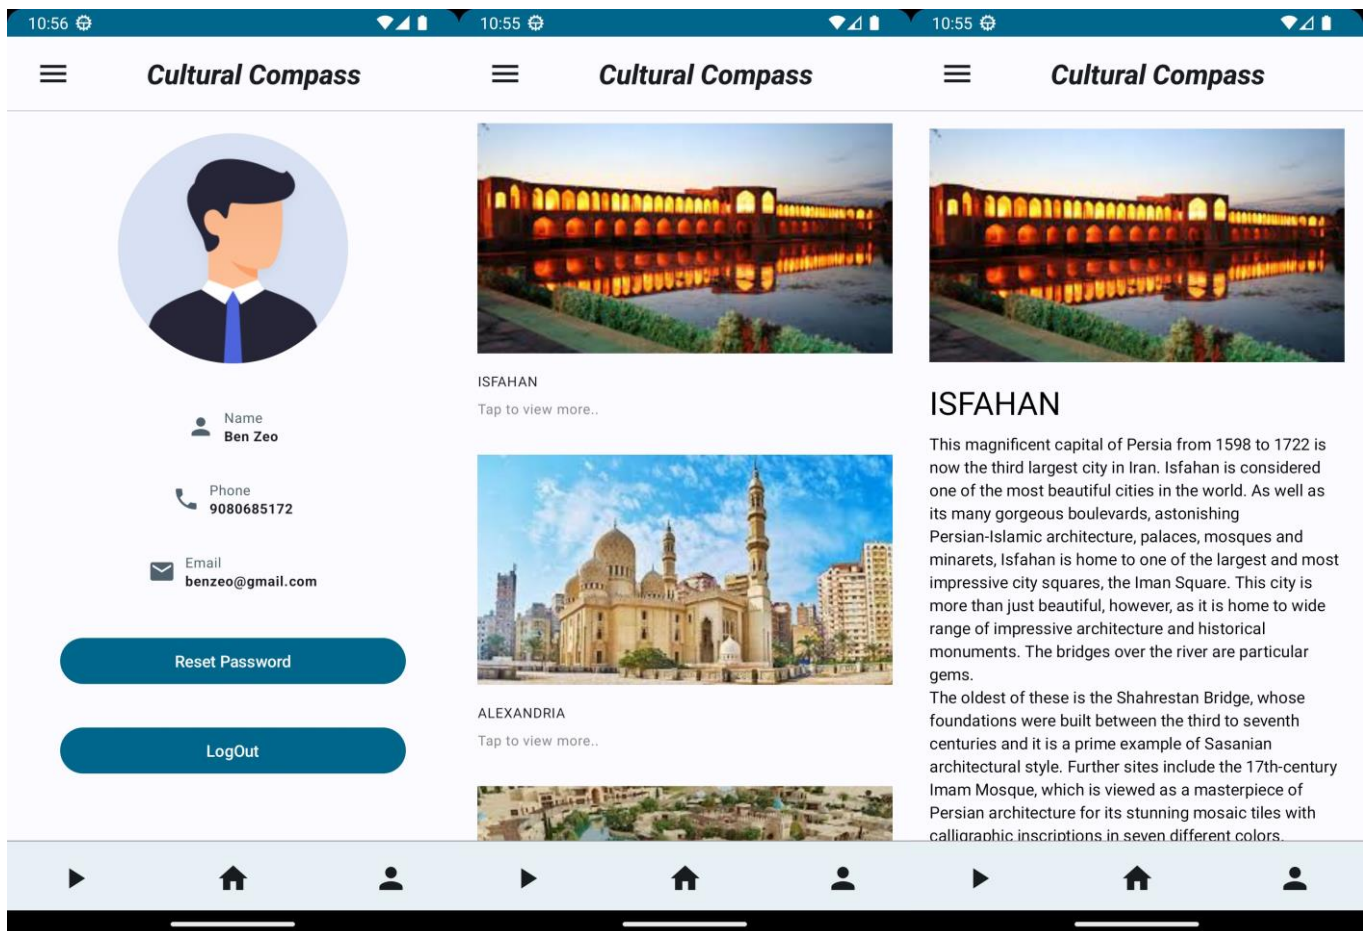 10:56
Cultural Compass
Name
Ben Zeo
Phone
9080685172
Email
benzeo@gmail.com
Reset Password
LogOut
10:55
Cultural Compass
ISFAHAN
Tap to view more..
ALEXANDRIA
Tap to view more..
10:55
Cultural Compass
ISFAHAN
This magnificent capital of Persia from 1598 to 1722 is
now the third largest city in Iran. Isfahan is considered
one of the most beautiful cities in the world. As well as
its many gorgeous boulevards, astonishing
Persian-Islamic architecture, palaces, mosques and
minarets, Isfahan is home to one of the largest and most
impressive city squares, the Iman Square. This city is
more than just beautiful, however, as it is home to wide
range of impressive architecture and historical
monuments. The bridges over the river are particular
gems.
The oldest of these is the Shahrestan Bridge, whose
foundations were built between the third to seventh
centuries and it is a prime example of Sasanian
architectural style. Further sites include the 17th-century
Imam Mosque, which is viewed as a masterpiece of
Persian architecture for its stunning mosaic tiles with
calligraphic inscriptions in seven different colors.